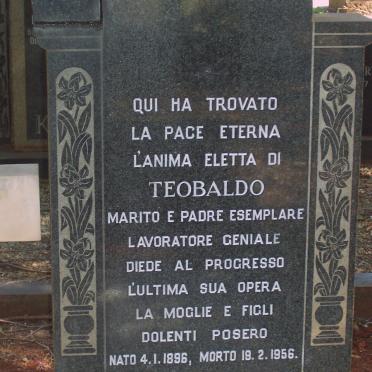 QUI HA TROVATO
LA PACE ETERNA
L'ANIMA ELETTA DI
TEOBALDO
MARITO E PADRE ESEMPLARE
LAVORATORE GENIALE
DIEDE AL PROGRESSO
L'ULTIMA SUA OPERA
LA MOGLIE E FIGLI
DOLENTI POSERO
NATO 4.1.1896, MORTO 19.2.1956.